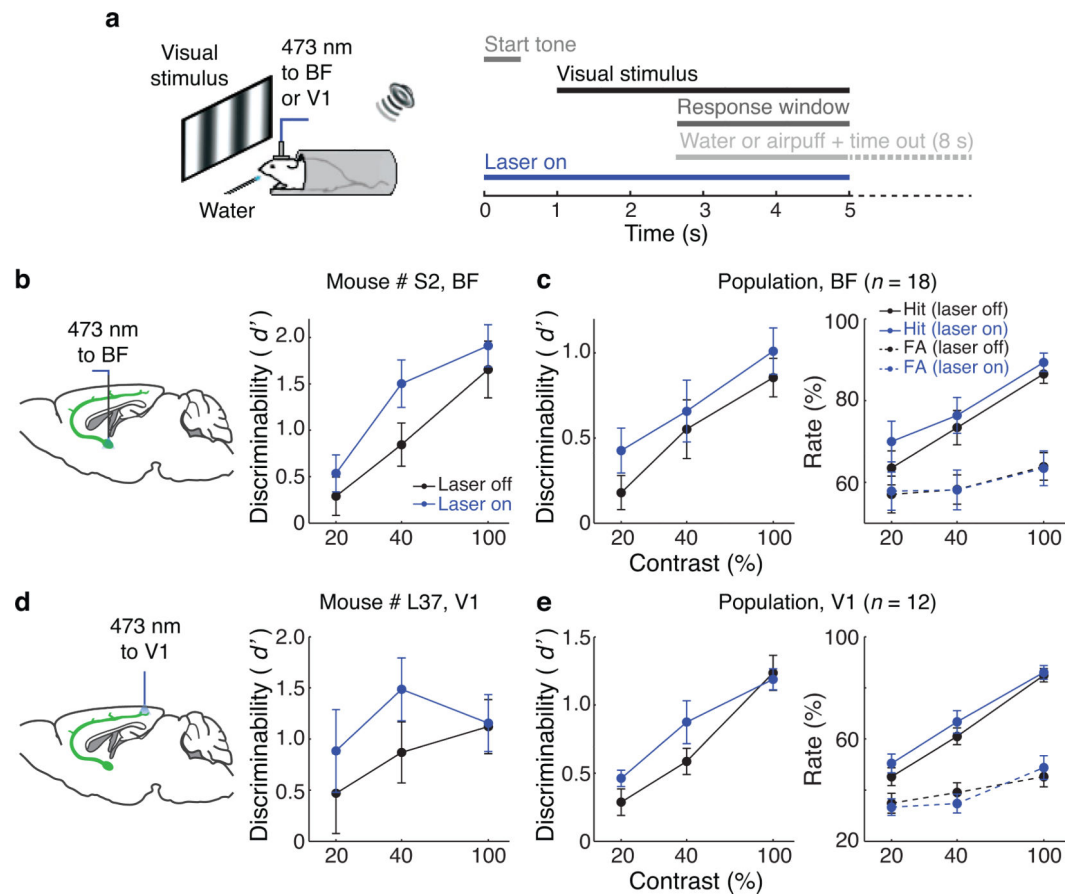 a
Visual
stimulus
473 nm
to BF
or V1
Water
Start tone
Visual stimulus
Response window
Water or airpuff + time out (8 s)
Laser on
0 1 2 3 4 5
Time (s)
b
473 nm
to BF
Mouse # S2, BF
Discriminability ( d′)
2.0
1.5
1.0
0.5
0
20 40 100
Laser off
Laser on
c
Population, BF (n = 18)
Discriminability ( d′)
1.0
0.5
0
20 40 100
Contrast (%)
Hit (laser off)
Hit (laser on)
FA (laser off)
FA (laser on)
Rate (%)
100
80
60
20 40 100
d
473 nm
to V1
Mouse # L37, V1
Discriminability ( d′)
2.0
1.5
1.0
0.5
0
20 40 100
e
Population, V1 (n = 12)
Discriminability ( d′)
1.5
1.0
0.5
0
20 40 100
Contrast (%)
Rate (%)
100
60
20
20 40 100